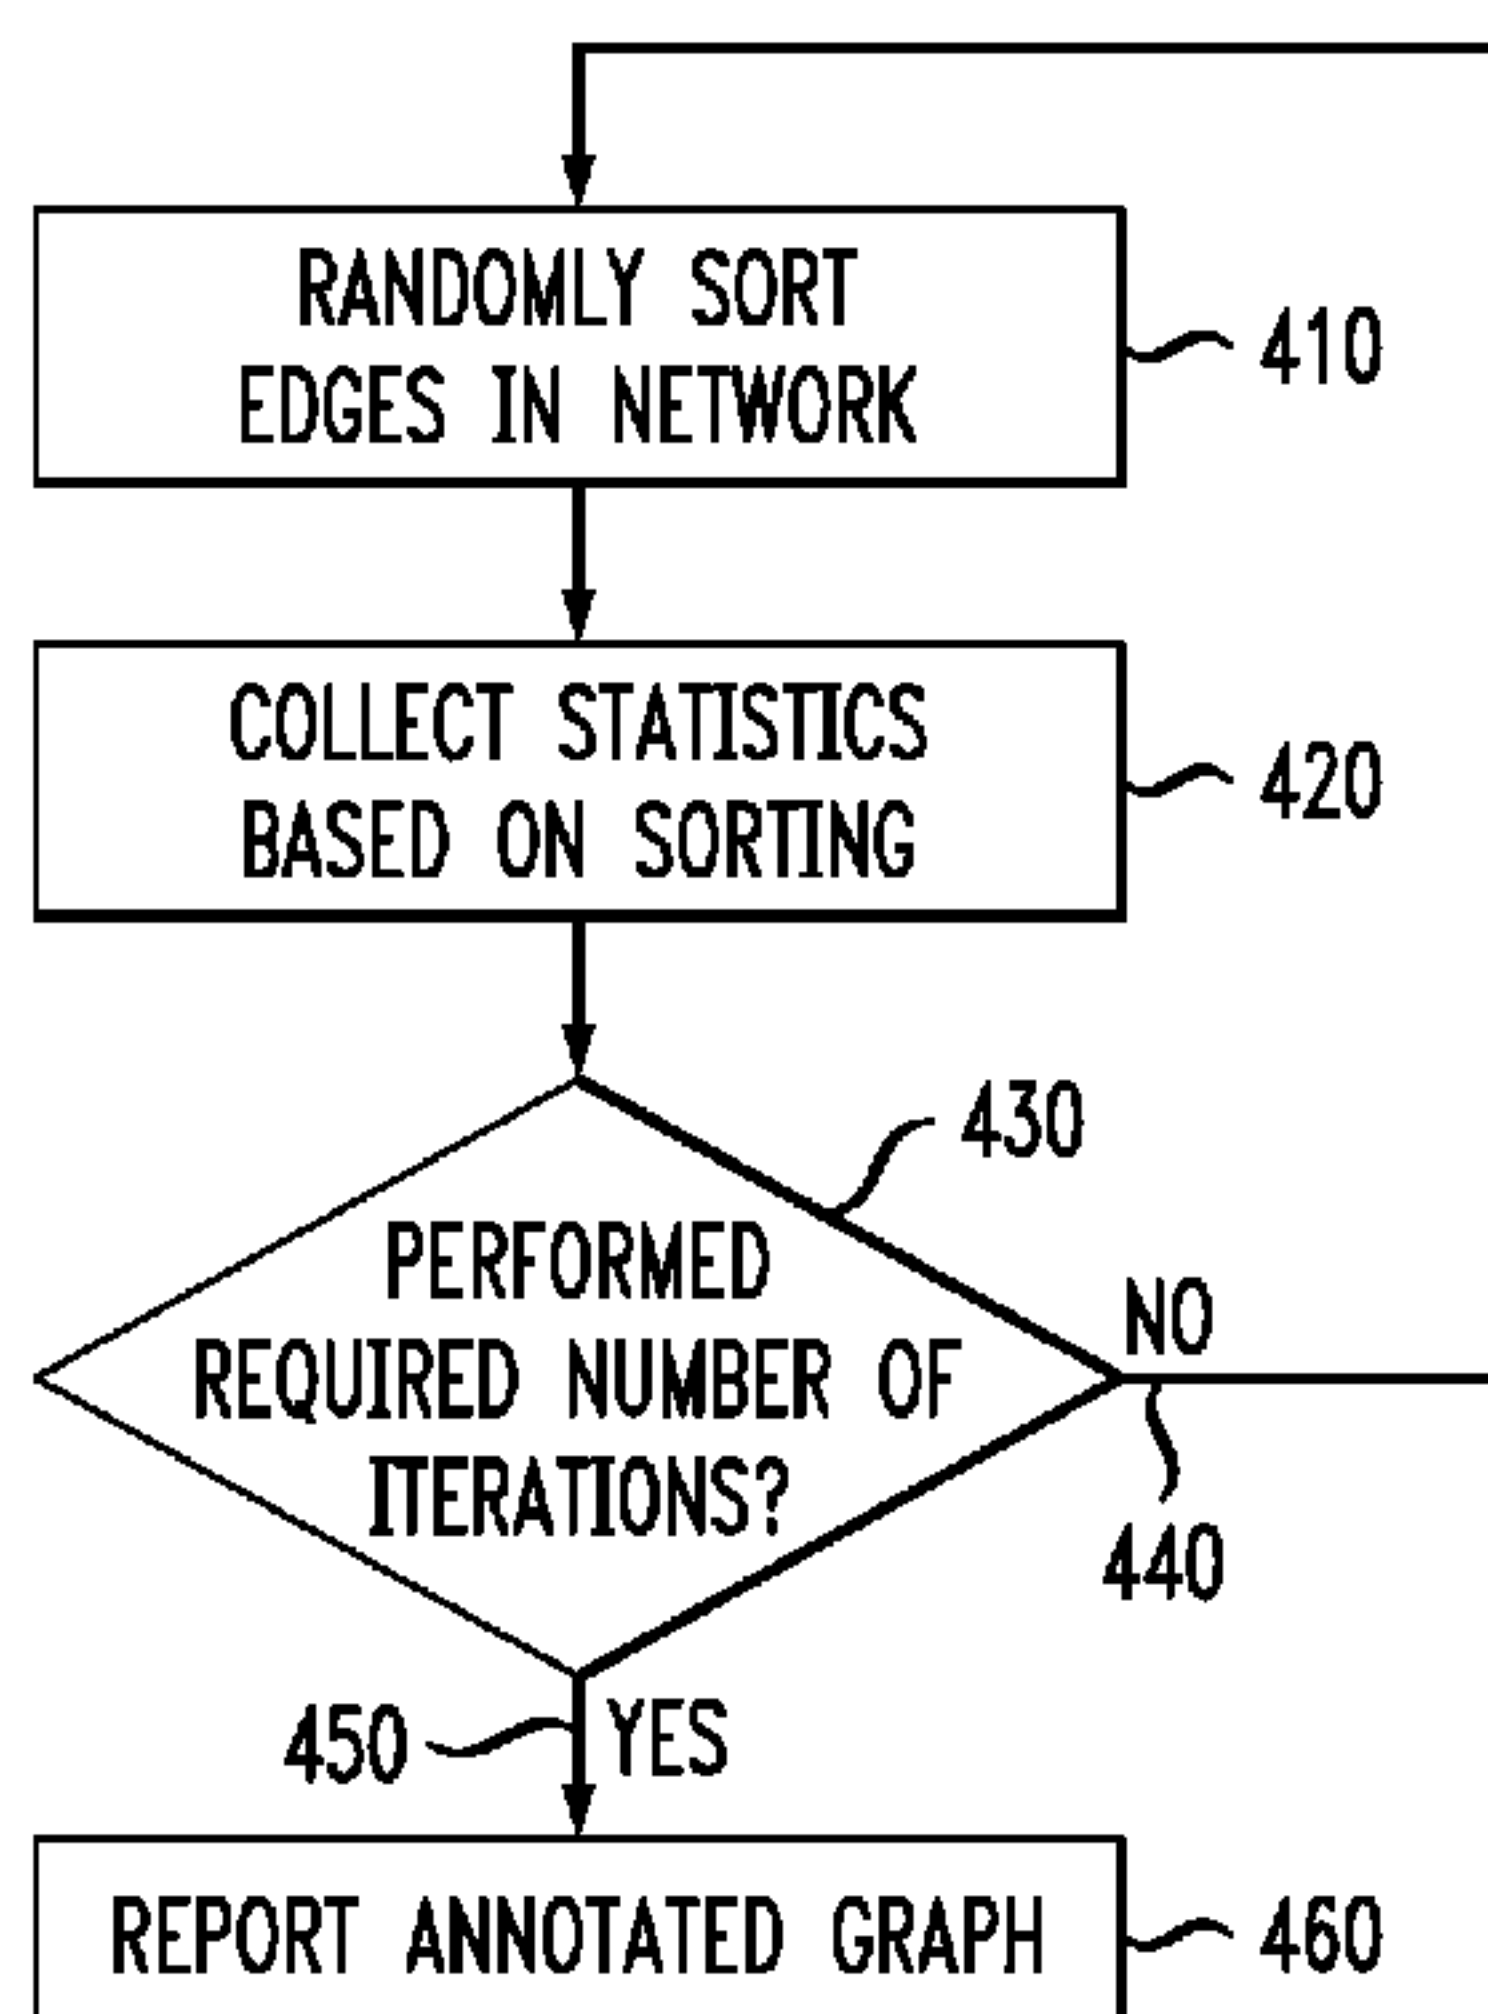 RANDOMLY SORT
EDGES IN NETWORK
410
COLLECT STATISTICS
BASED ON SORTING
420
430
PERFORMED
REQUIRED NUMBER OF
ITERATIONS?
NO
440
450
YES
REPORT ANNOTATED GRAPH
460